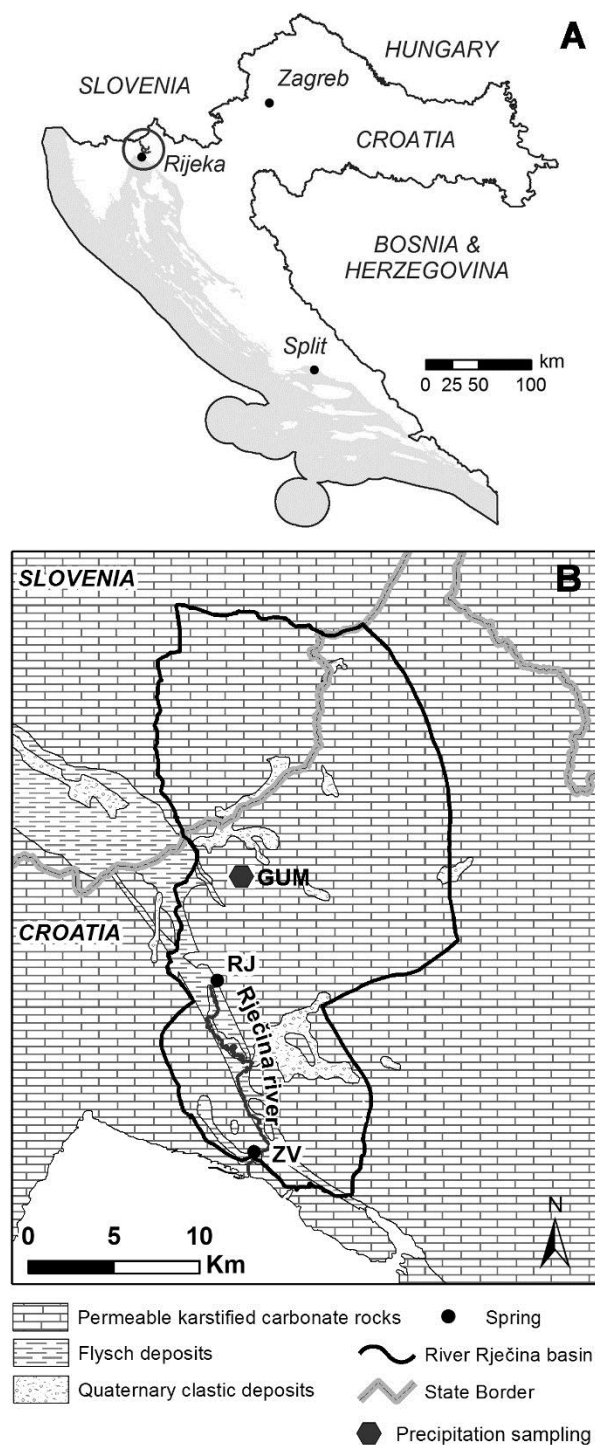 A
HUNGARY
SLOVENIA
Zagreb
CROATIA
Rijeka
BOSNIA &
HERZEGOVINA
Split
km
0 25 50 100
B
SLOVENIA
GUM
CROATIA
RJ
Rječina river
ZV
N
0 5 10
Km
Permeable karstified carbonate rocks
Spring
Flysch deposits
River Rječina basin
Quaternary clastic deposits
State Border
Precipitation sampling